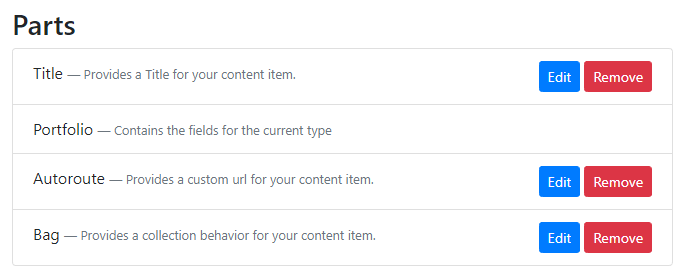 Parts
Title — Provides a Title for your content item. Edit Remove
Portfolio — Contains the fields for the current type
Autoroute — Provides a custom url for your content item. Edit Remove
Bag — Provides a collection behavior for your content item. Edit Remove